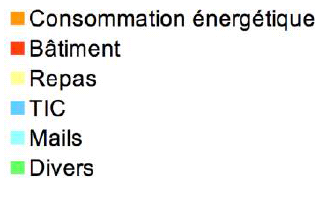 Consommation énergétique
Bâtiment
Repas
TIC
Mails
Divers